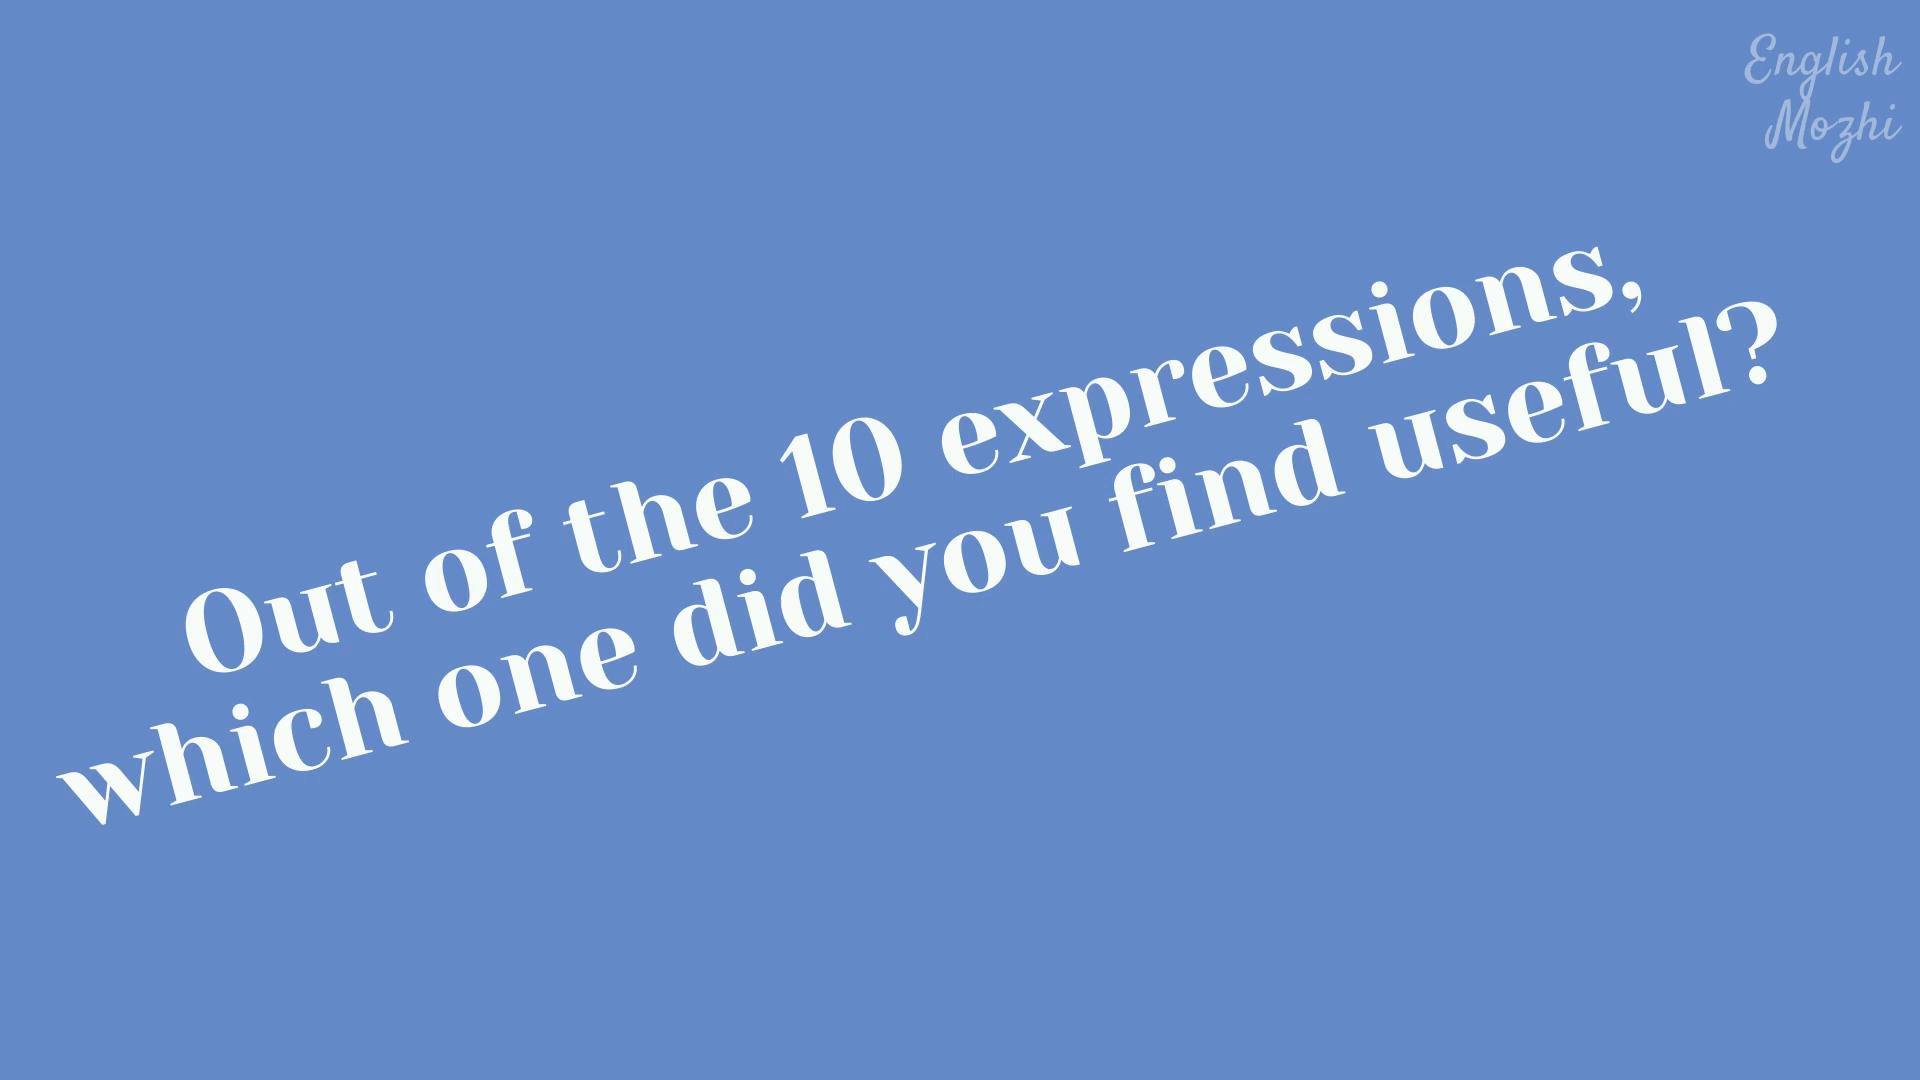 English
Mozhi
Out of the 10 expressions,
which one did you find useful?